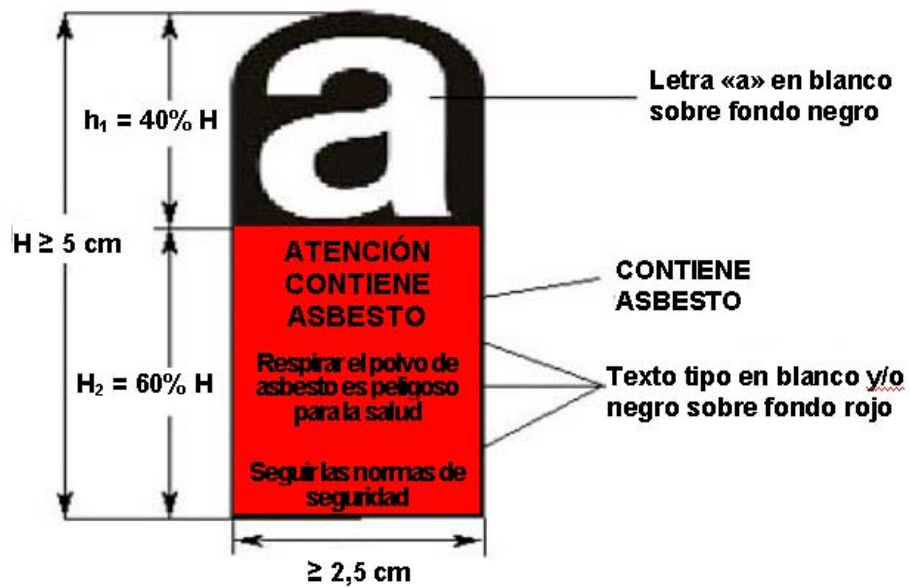 a
h₁ = 40% H
Letra «a» en blanco
sobre fondo negro
H ≥ 5 cm
H₂ = 60% H
ATENCIÓN
CONTIENE
ASBESTO
Respirar el polvo de
asbesto es peligoso
para la salud
Seguir las normas de
seguridad
CONTIENE
ASBESTO
Texto tipo en blanco y/o
negro sobre fondo rojo
≥ 2,5 cm